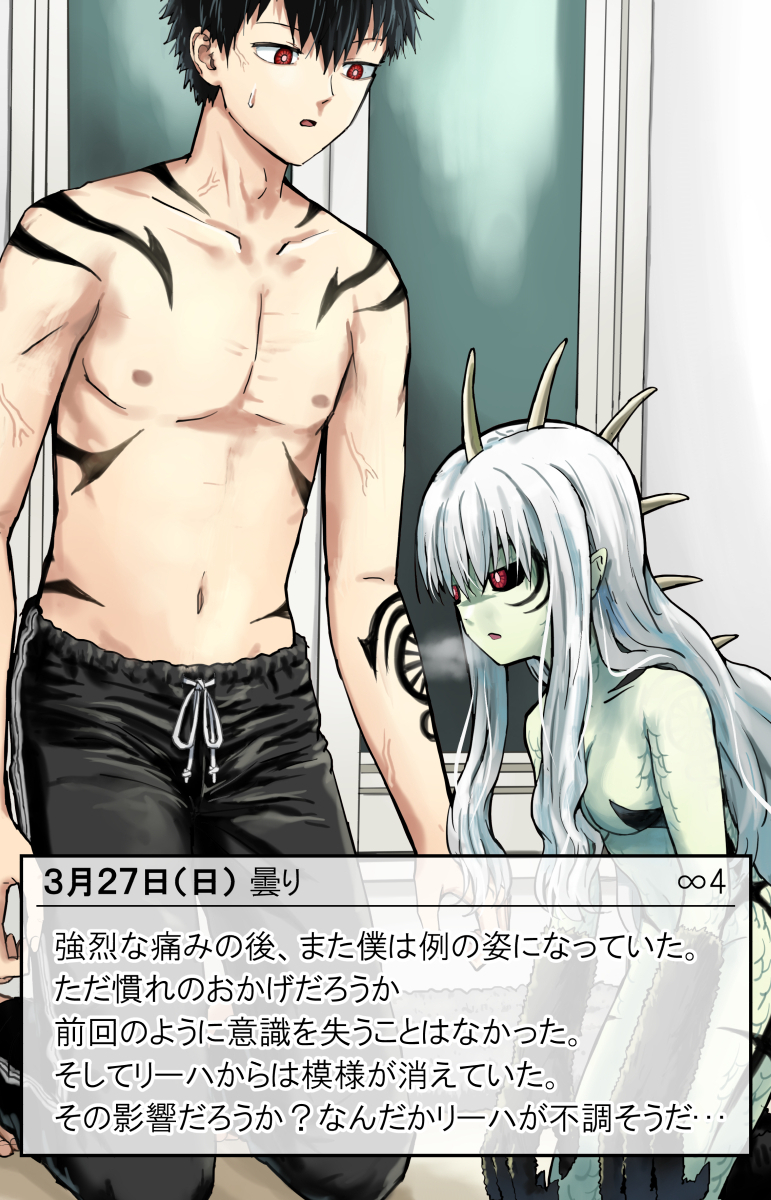 3月27日(日) 曇り ∞4
強烈な痛みの後、また僕は例の姿になっていた。
ただ慣れのおかげだろうか
前回のように意識を失うことはなかった。
そしてリーハからは模様が消えていた。
その影響だろうか？なんだかリーハが不調そうだ…